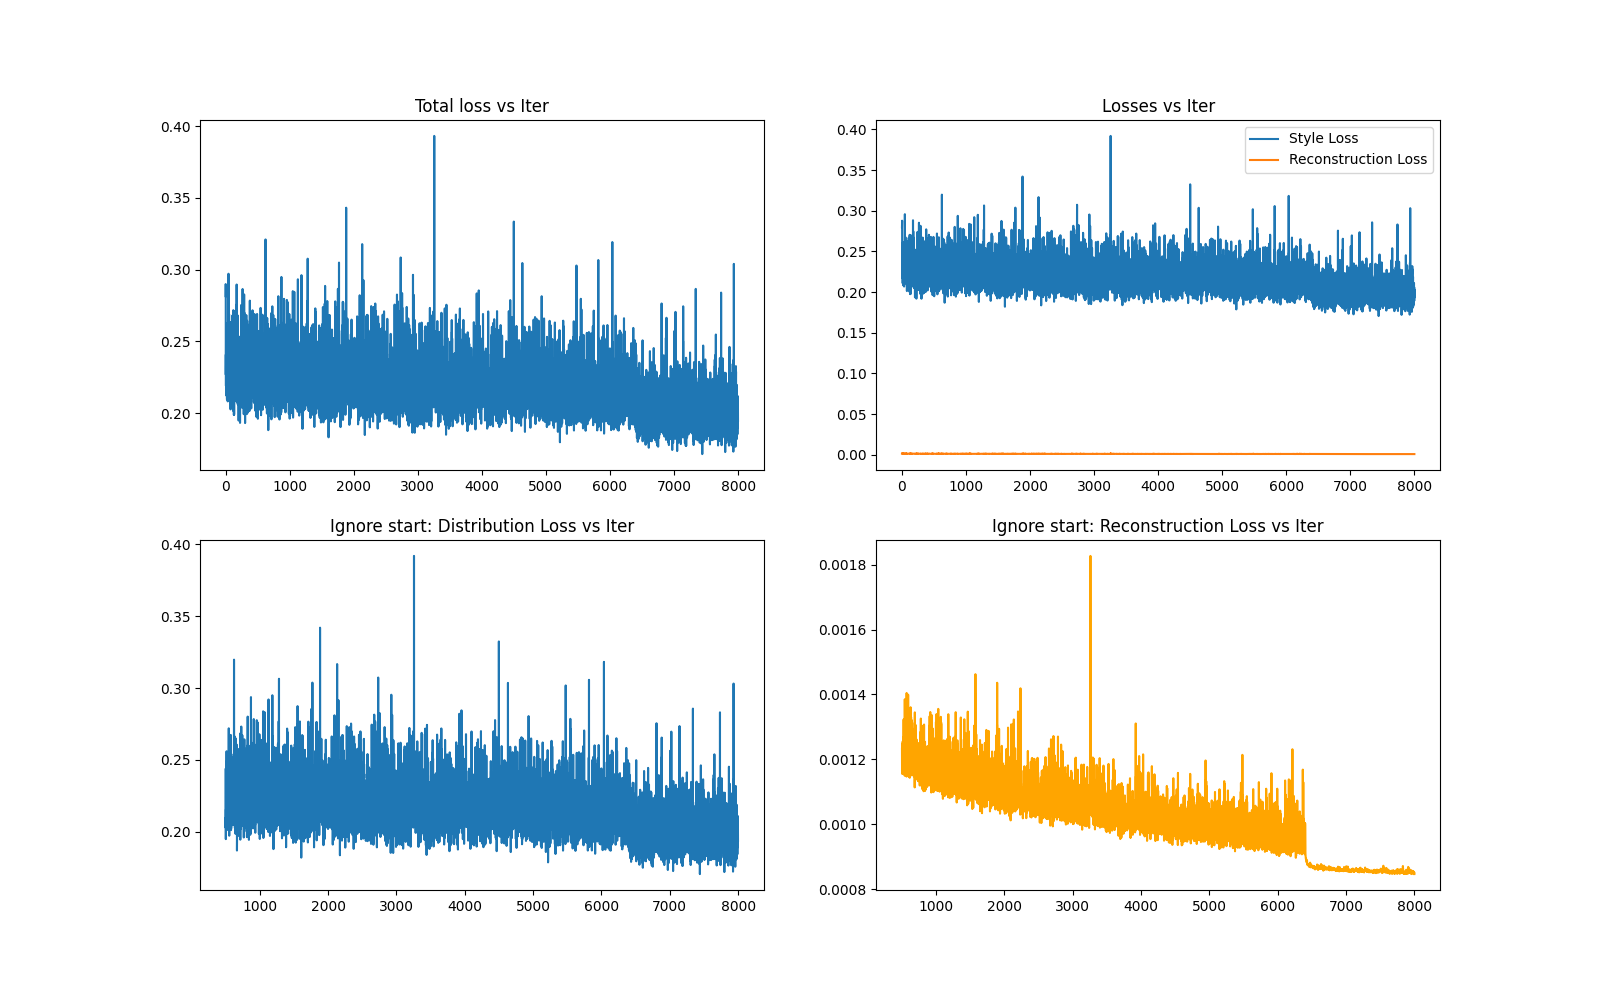 Total loss vs Iter
0.40
0.35
0.30
0.25
0.20
0 1000 2000 3000 4000 5000 6000 7000 8000
Losses vs Iter
Style Loss
Reconstruction Loss
0.40
0.35
0.30
0.25
0.20
0.15
0.10
0.05
0.00
0 1000 2000 3000 4000 5000 6000 7000 8000
Ignore start: Distribution Loss vs Iter
0.40
0.35
0.30
0.25
0.20
1000 2000 3000 4000 5000 6000 7000 8000
Ignore start: Reconstruction Loss vs Iter
0.0018
0.0016
0.0014
0.0012
0.0010
0.0008
1000 2000 3000 4000 5000 6000 7000 8000